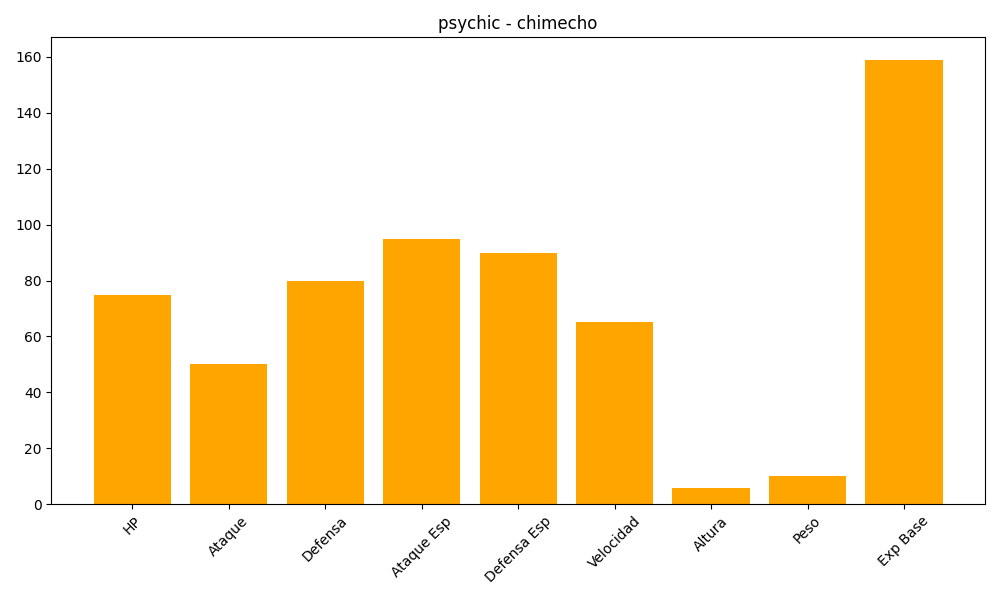 psychic - chimecho
160
140
120
100
80
60
40
20
0
HP
Ataque
Defensa
Ataque Esp
Defensa Esp
Velocidad
Altura
Peso
Exp Base